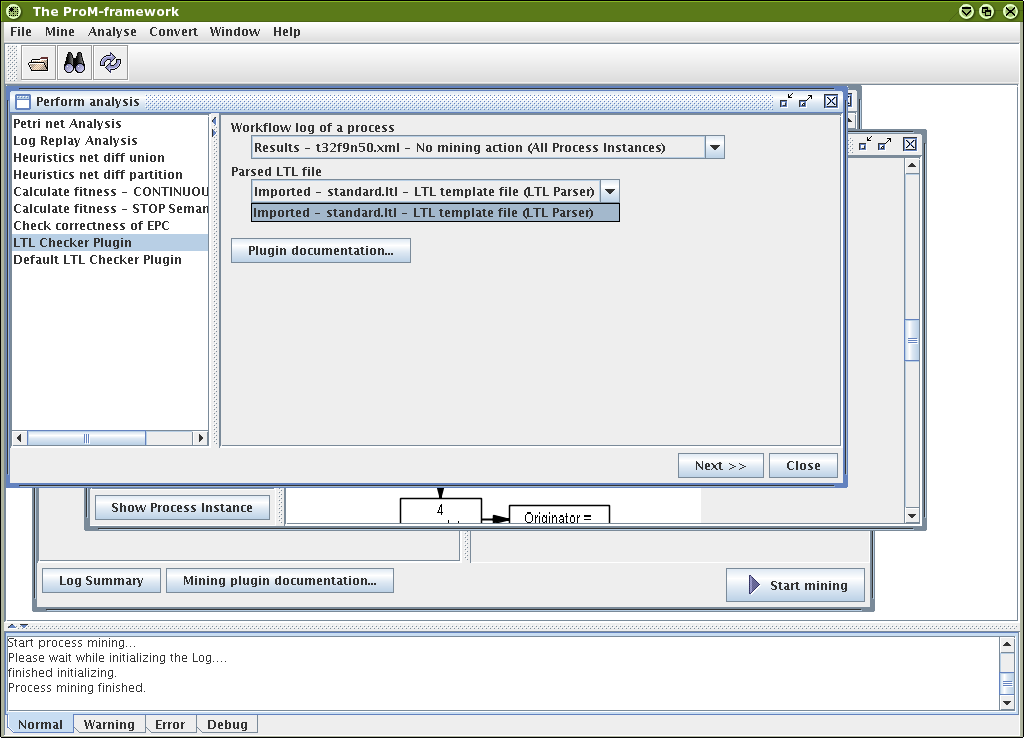 The ProM-framework
File Mine Analyse Convert Window Help
Perform analysis
Petri net Analysis
Log Replay Analysis
Heuristics net diff union
Heuristics net diff partition
Calculate fitness - CONTINUOU
Calculate fitness - STOP Seman
Check correctness of EPC
LTL Checker Plugin
Default LTL Checker Plugin
Workflow log of a process
Results - t32f9n50.xml - No mining action (All Process Instances)
Parsed LTL file
Imported - standard.ltl - LTL template file (LTL Parser)
Imported - standard.ltl - LTL template file (LTL Parser)
Plugin documentation...
Next >> Close
Show Process Instance
4
Originator =
Log Summary Mining plugin documentation... Start mining
Start process mining...
Please wait while initializing the Log....
finished initializing.
Process mining finished.
Normal Warning Error Debug